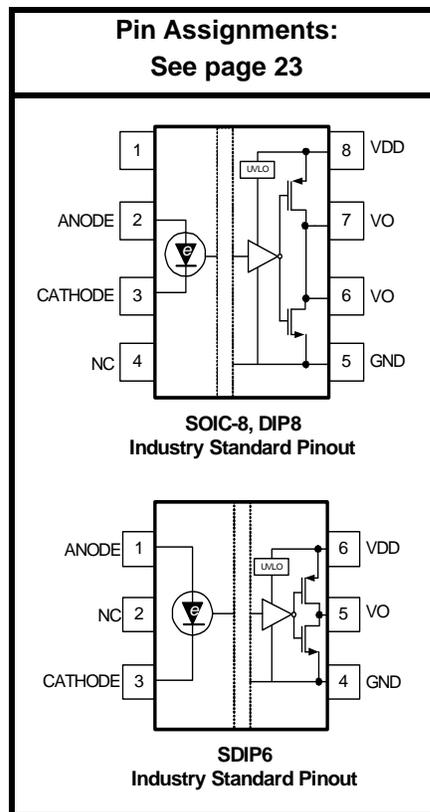 Pin Assignments:
See page 23
1
8 VDD
UVLO
ANODE 2
7 VO
e
CATHODE 3
6 VO
NC 4
5 GND
SOIC-8, DIP8
Industry Standard Pinout
ANODE 1
6 VDD
UVLO
NC 2
e
5 VO
CATHODE 3
4 GND
SDIP6
Industry Standard Pinout